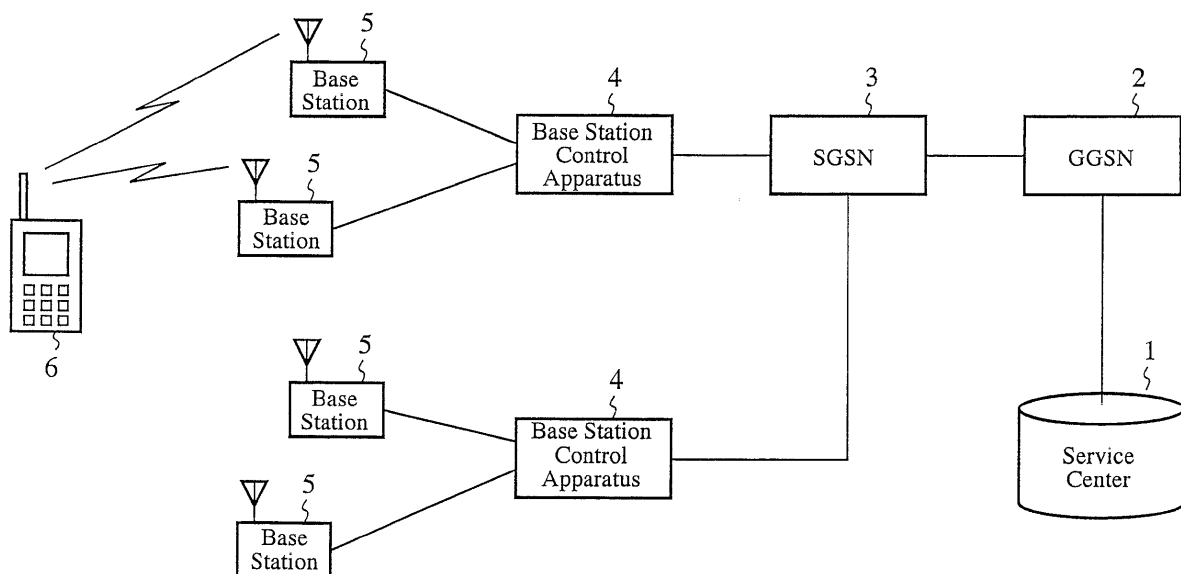 5
Base
Station
4
Base Station
Control
Apparatus
3
SGSN
2
GGSN
5
Base
Station
6
5
Base
Station
4
Base Station
Control
Apparatus
1
Service
Center
5
Base
Station